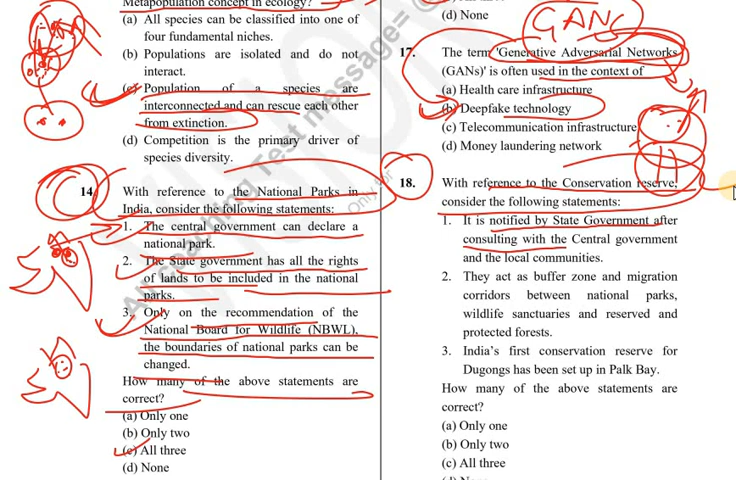 Metapopulation concept in ecology?
(a) All species can be classified into one of
four fundamental niches.
(b) Populations are isolated and do not
interact.
(c) Population of a species are
interconnected and can rescue each other
from extinction.
(d) Competition is the primary driver of
species diversity.
14. With reference to the National Parks in
India, consider the following statements:
1. The central government can declare a
national park.
2. The State government has all the rights
of lands to be included in the national
parks.
3. Only on the recommendation of the
National Board for Wildlife (NBWL),
the boundaries of national parks can be
changed.
How many of the above statements are
correct?
(a) Only one
(b) Only two
(c) All three
(d) None
(d) None
GANS
17. The term 'Generative Adversarial Networks
(GANs)' is often used in the context of
(a) Health care infrastructure
(b) Deepfake technology
(c) Telecommunication infrastructure
(d) Money laundering network
18. With reference to the Conservation reserve,
consider the following statements:
1. It is notified by State Government after
consulting with the Central government
and the local communities.
2. They act as buffer zone and migration
corridors between national parks,
wildlife sanctuaries and reserved and
protected forests.
3. India's first conservation reserve for
Dugongs has been set up in Palk Bay.
How many of the above statements are
correct?
(a) Only one
(b) Only two
(c) All three